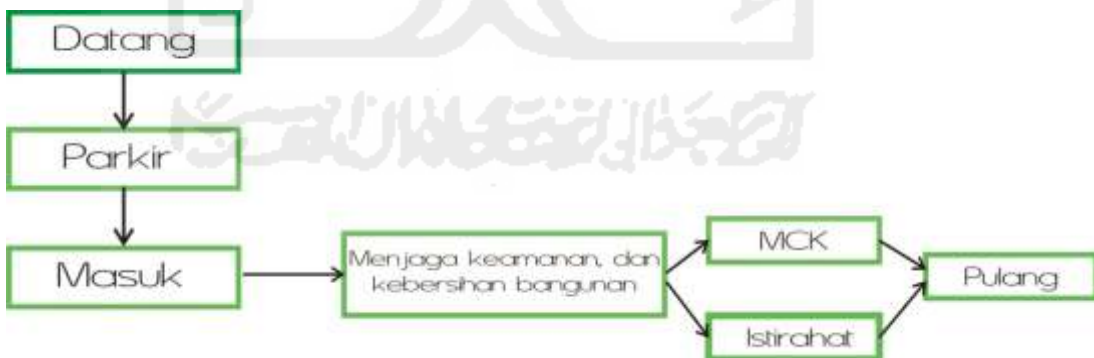 Datang
Parkir
Masuk
Menjaga keamanan, dan
kebersihan bangunan
MCK
Istirahat
Pulang